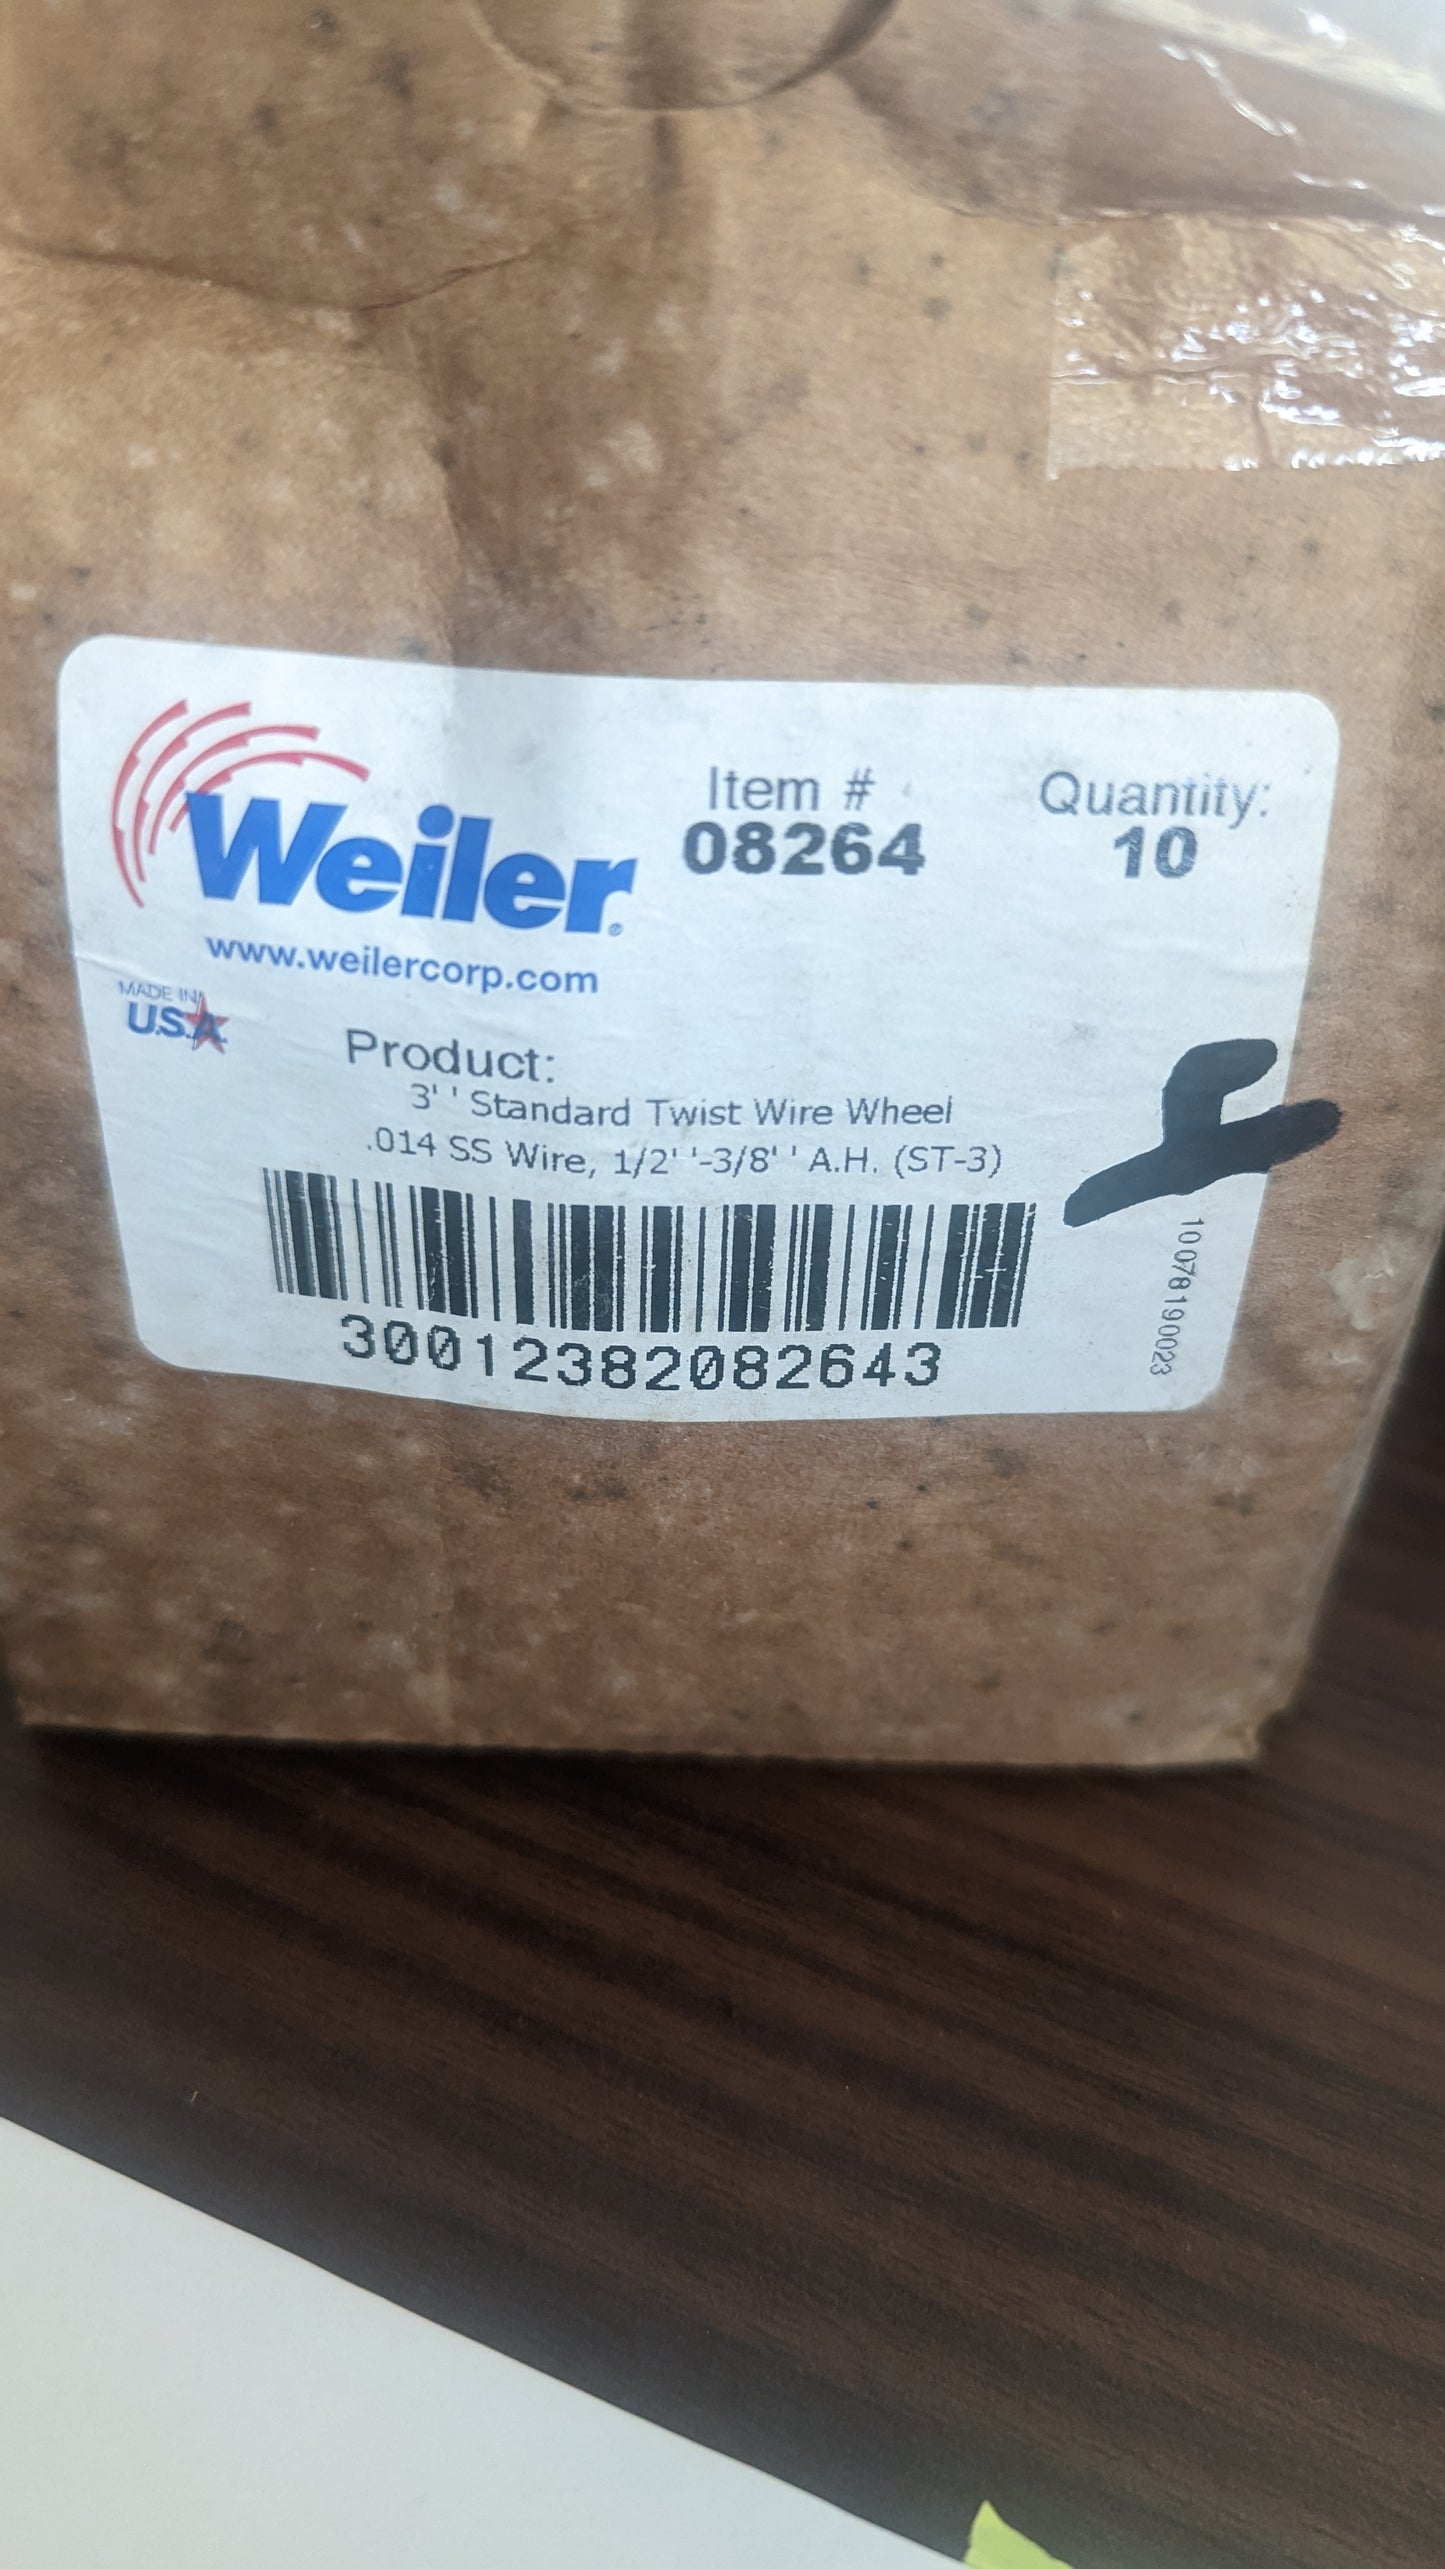 Weiler®
www.weilercorp.com
MADE IN
U.S.A.
Item #
08264
Quantity:
10
Product:
3'' Standard Twist Wire Wheel
.014 SS Wire, 1/2''-3/8'' A.H. (ST-3)
30012382082643
10078190023